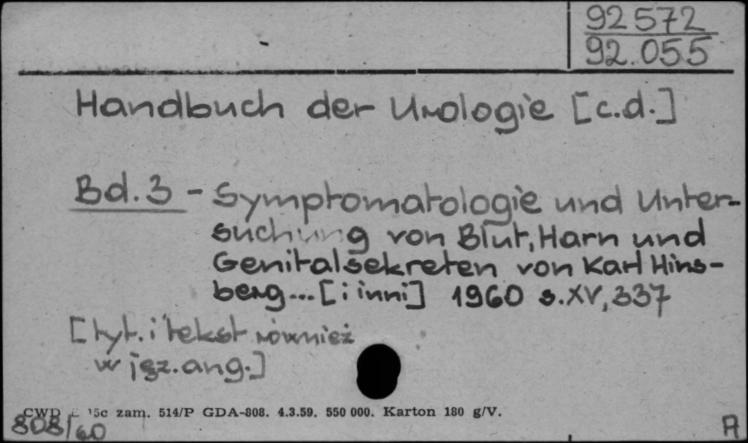 92572
92.055
Handbuch der Urologie [c.d.]
Bd. 3 - Symptomatologie und Unter-
suchung von Blut, Harn und
Genitalsekreten von Karl Hins-
berg... [i inni] 1960 s. XV, 337
[tyt. i tekst również
w jęz. ang.]
CWD 15c zam. 514/P GDA-808. 4.3.59. 550 000. Karton 180 g/V.
808/60
A